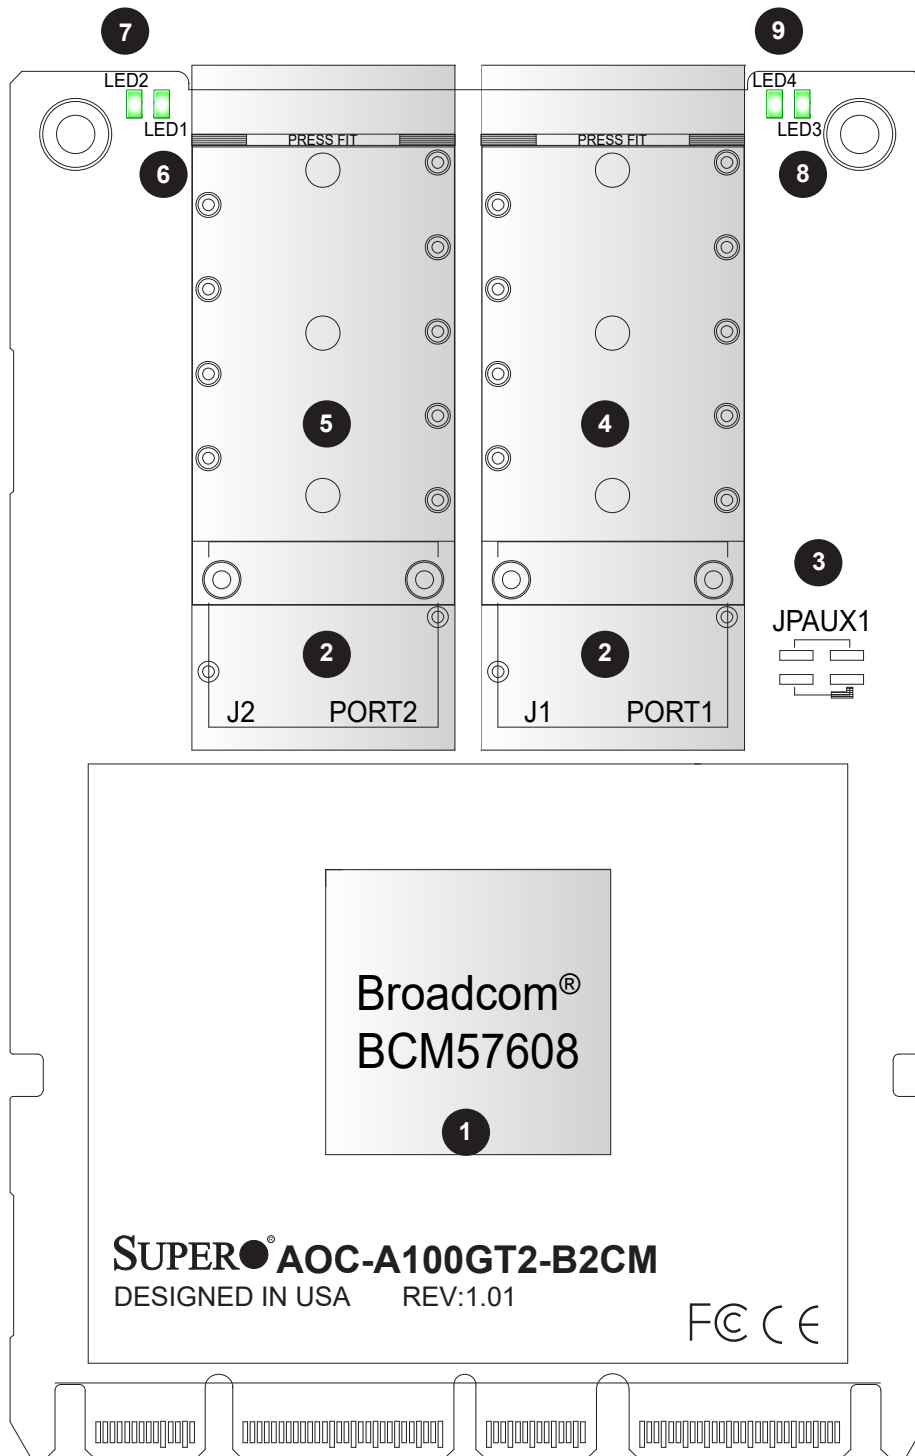 7
9
LED2
LED4
LED1
LED3
PRESS FIT
PRESS FIT
6
8
5
4
3
JPAUX1
2
2
J2 PORT2
J1 PORT1
Broadcom®
BCM57608
1
SUPER® AOC-A100GT2-B2CM
DESIGNED IN USA REV:1.01
FC CE